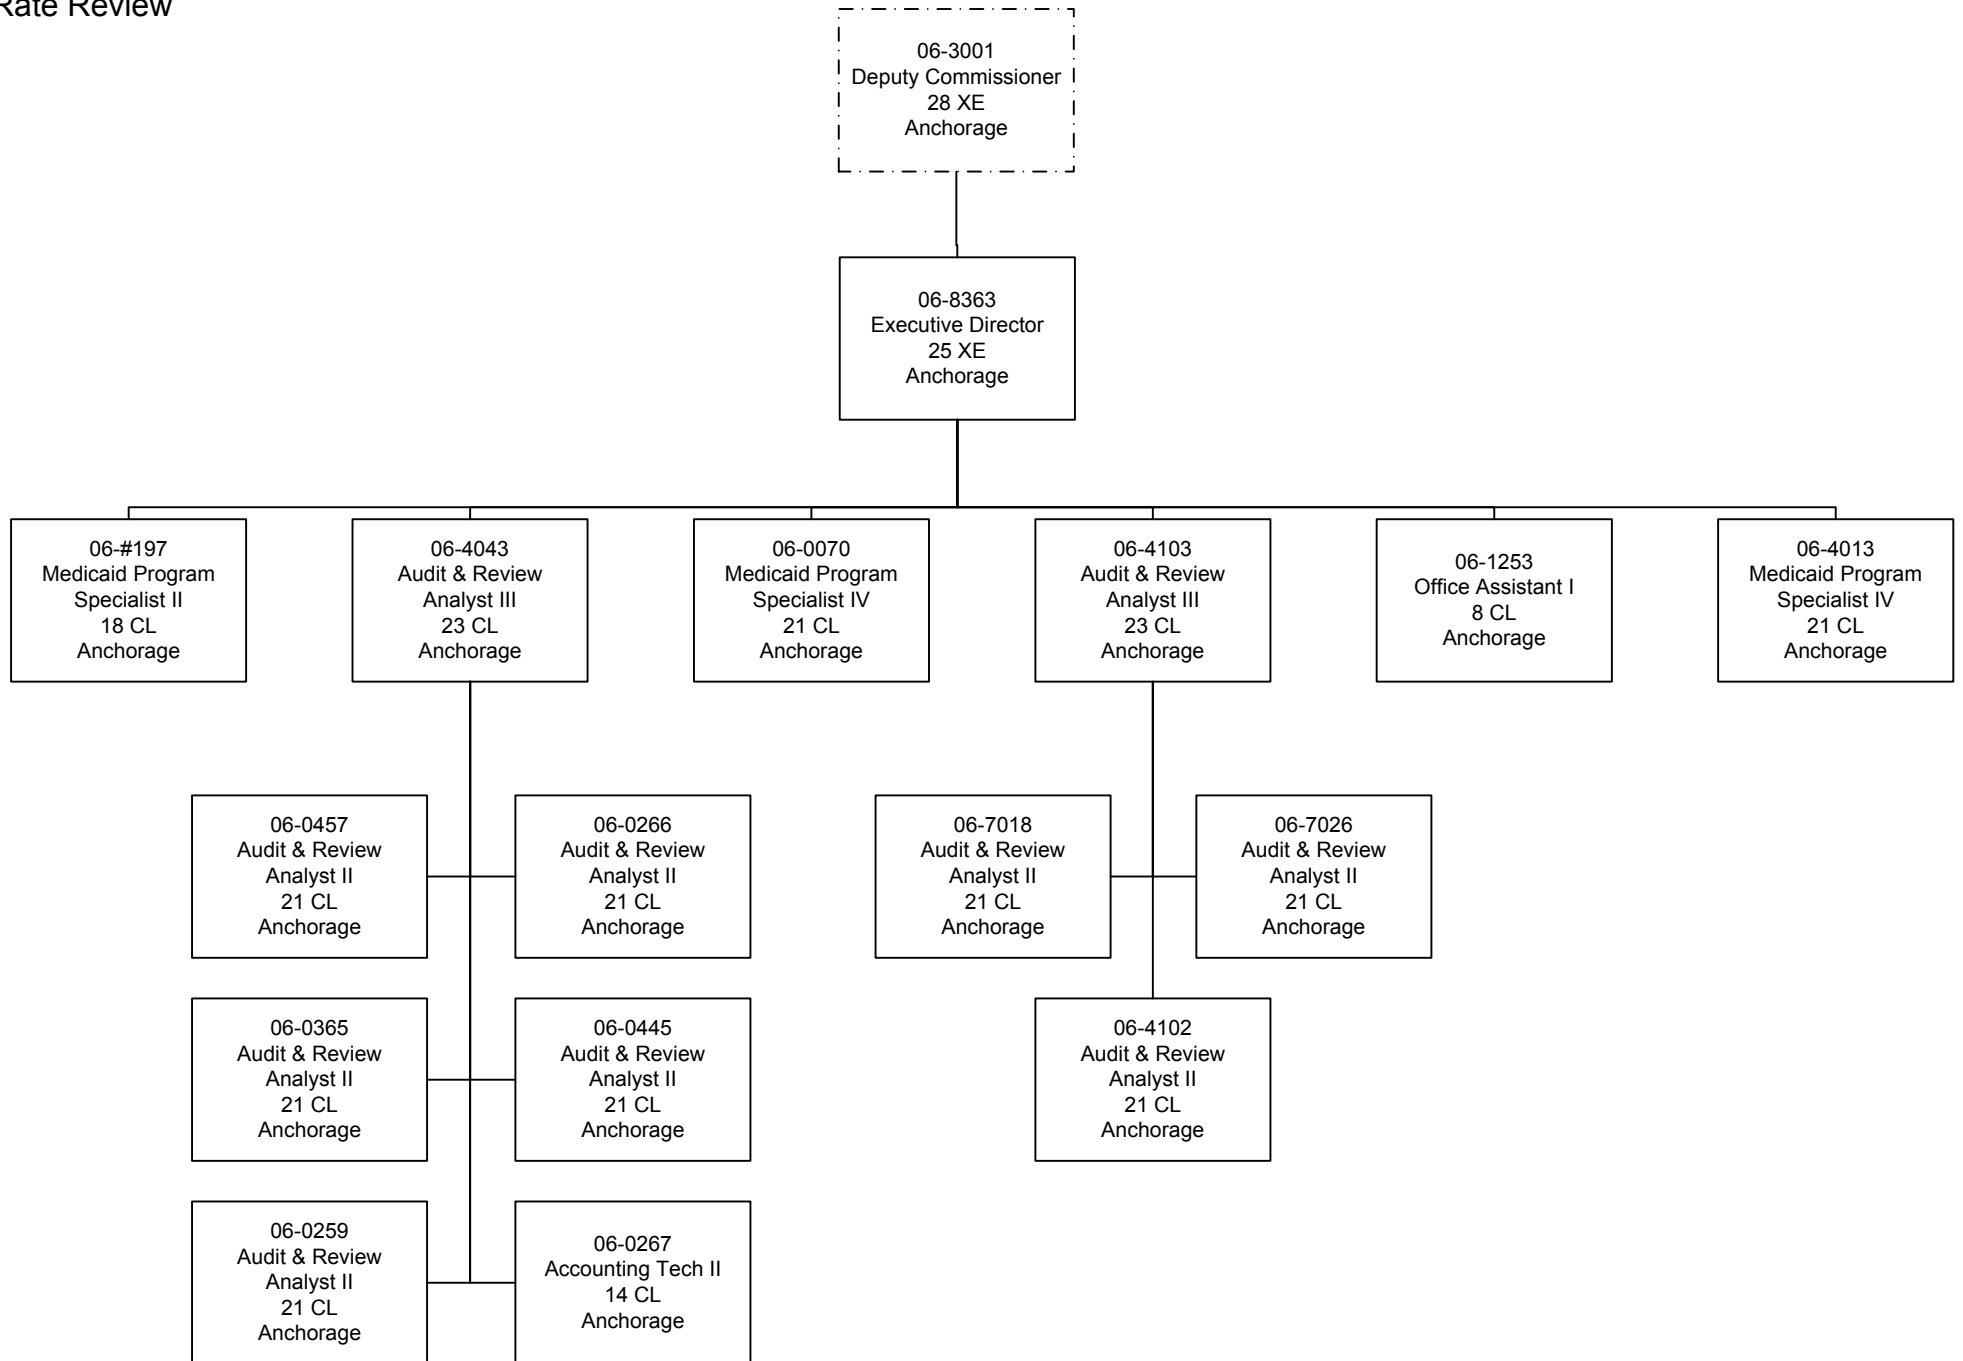 Rate Review
06-3001
Deputy Commissioner
28 XE
Anchorage
06-8363
Executive Director
25 XE
Anchorage
06-#197
Medicaid Program
Specialist II
18 CL
Anchorage
06-4043
Audit & Review
Analyst III
23 CL
Anchorage
06-0070
Medicaid Program
Specialist IV
21 CL
Anchorage
06-4103
Audit & Review
Analyst III
23 CL
Anchorage
06-1253
Office Assistant I
8 CL
Anchorage
06-4013
Medicaid Program
Specialist IV
21 CL
Anchorage
06-0457
Audit & Review
Analyst II
21 CL
Anchorage
06-0266
Audit & Review
Analyst II
21 CL
Anchorage
06-7018
Audit & Review
Analyst II
21 CL
Anchorage
06-7026
Audit & Review
Analyst II
21 CL
Anchorage
06-0365
Audit & Review
Analyst II
21 CL
Anchorage
06-0445
Audit & Review
Analyst II
21 CL
Anchorage
06-4102
Audit & Review
Analyst II
21 CL
Anchorage
06-0259
Audit & Review
Analyst II
21 CL
Anchorage
06-0267
Accounting Tech II
14 CL
Anchorage